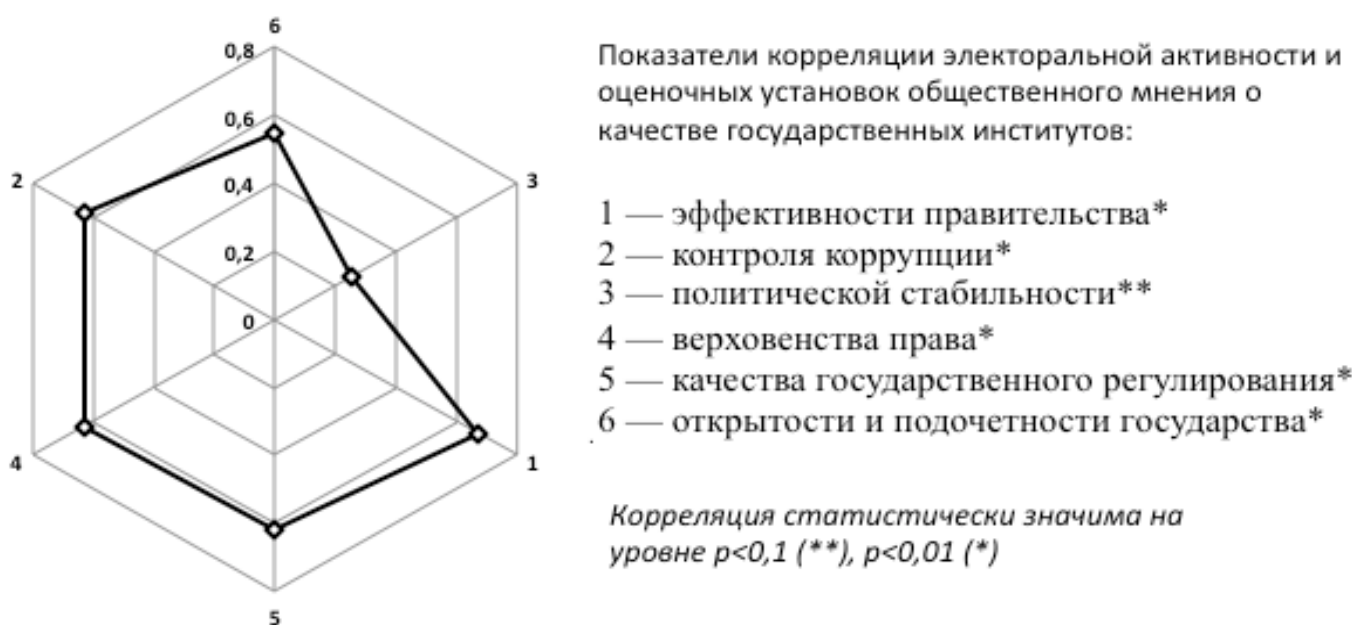 6
0,8
0,6
0,4
0,2
0
2
3
4
1
5
Показатели корреляции электоральной активности и
оценочных установок общественного мнения о
качестве государственных институтов:
1 — эффективности правительства*
2 — контроля коррупции*
3 — политической стабильности**
4 — верховенства права*
5 — качества государственного регулирования*
6 — открытости и подочетности государства*
Корреляция статистически значима на
уровне p<0,1 (**), p<0,01 (*)